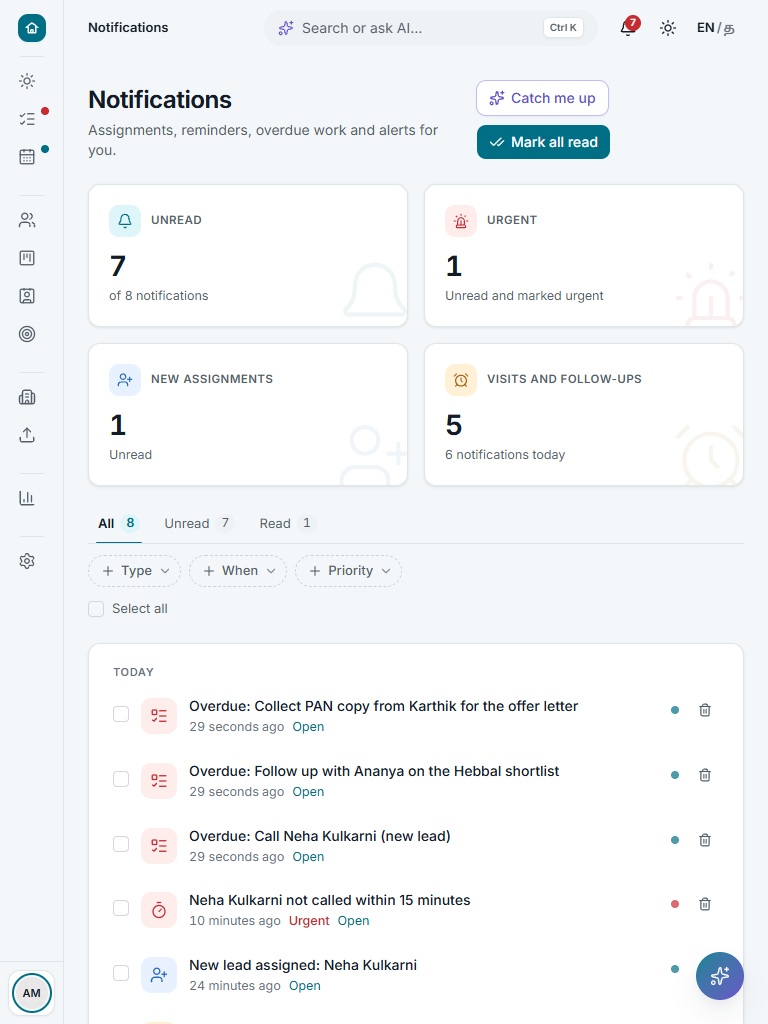 Notifications
Search or ask AI...
Ctrl K
7
EN / த
Notifications
Assignments, reminders, overdue work and alerts for
you.
Catch me up
Mark all read
UNREAD
7
of 8 notifications
URGENT
1
Unread and marked urgent
NEW ASSIGNMENTS
1
Unread
VISITS AND FOLLOW-UPS
5
6 notifications today
All 8 Unread 7 Read 1
Type When Priority
Select all
TODAY
Overdue: Collect PAN copy from Karthik for the offer letter
29 seconds ago Open
Overdue: Follow up with Ananya on the Hebbal shortlist
29 seconds ago Open
Overdue: Call Neha Kulkarni (new lead)
29 seconds ago Open
Neha Kulkarni not called within 15 minutes
10 minutes ago Urgent Open
New lead assigned: Neha Kulkarni
24 minutes ago Open
AM